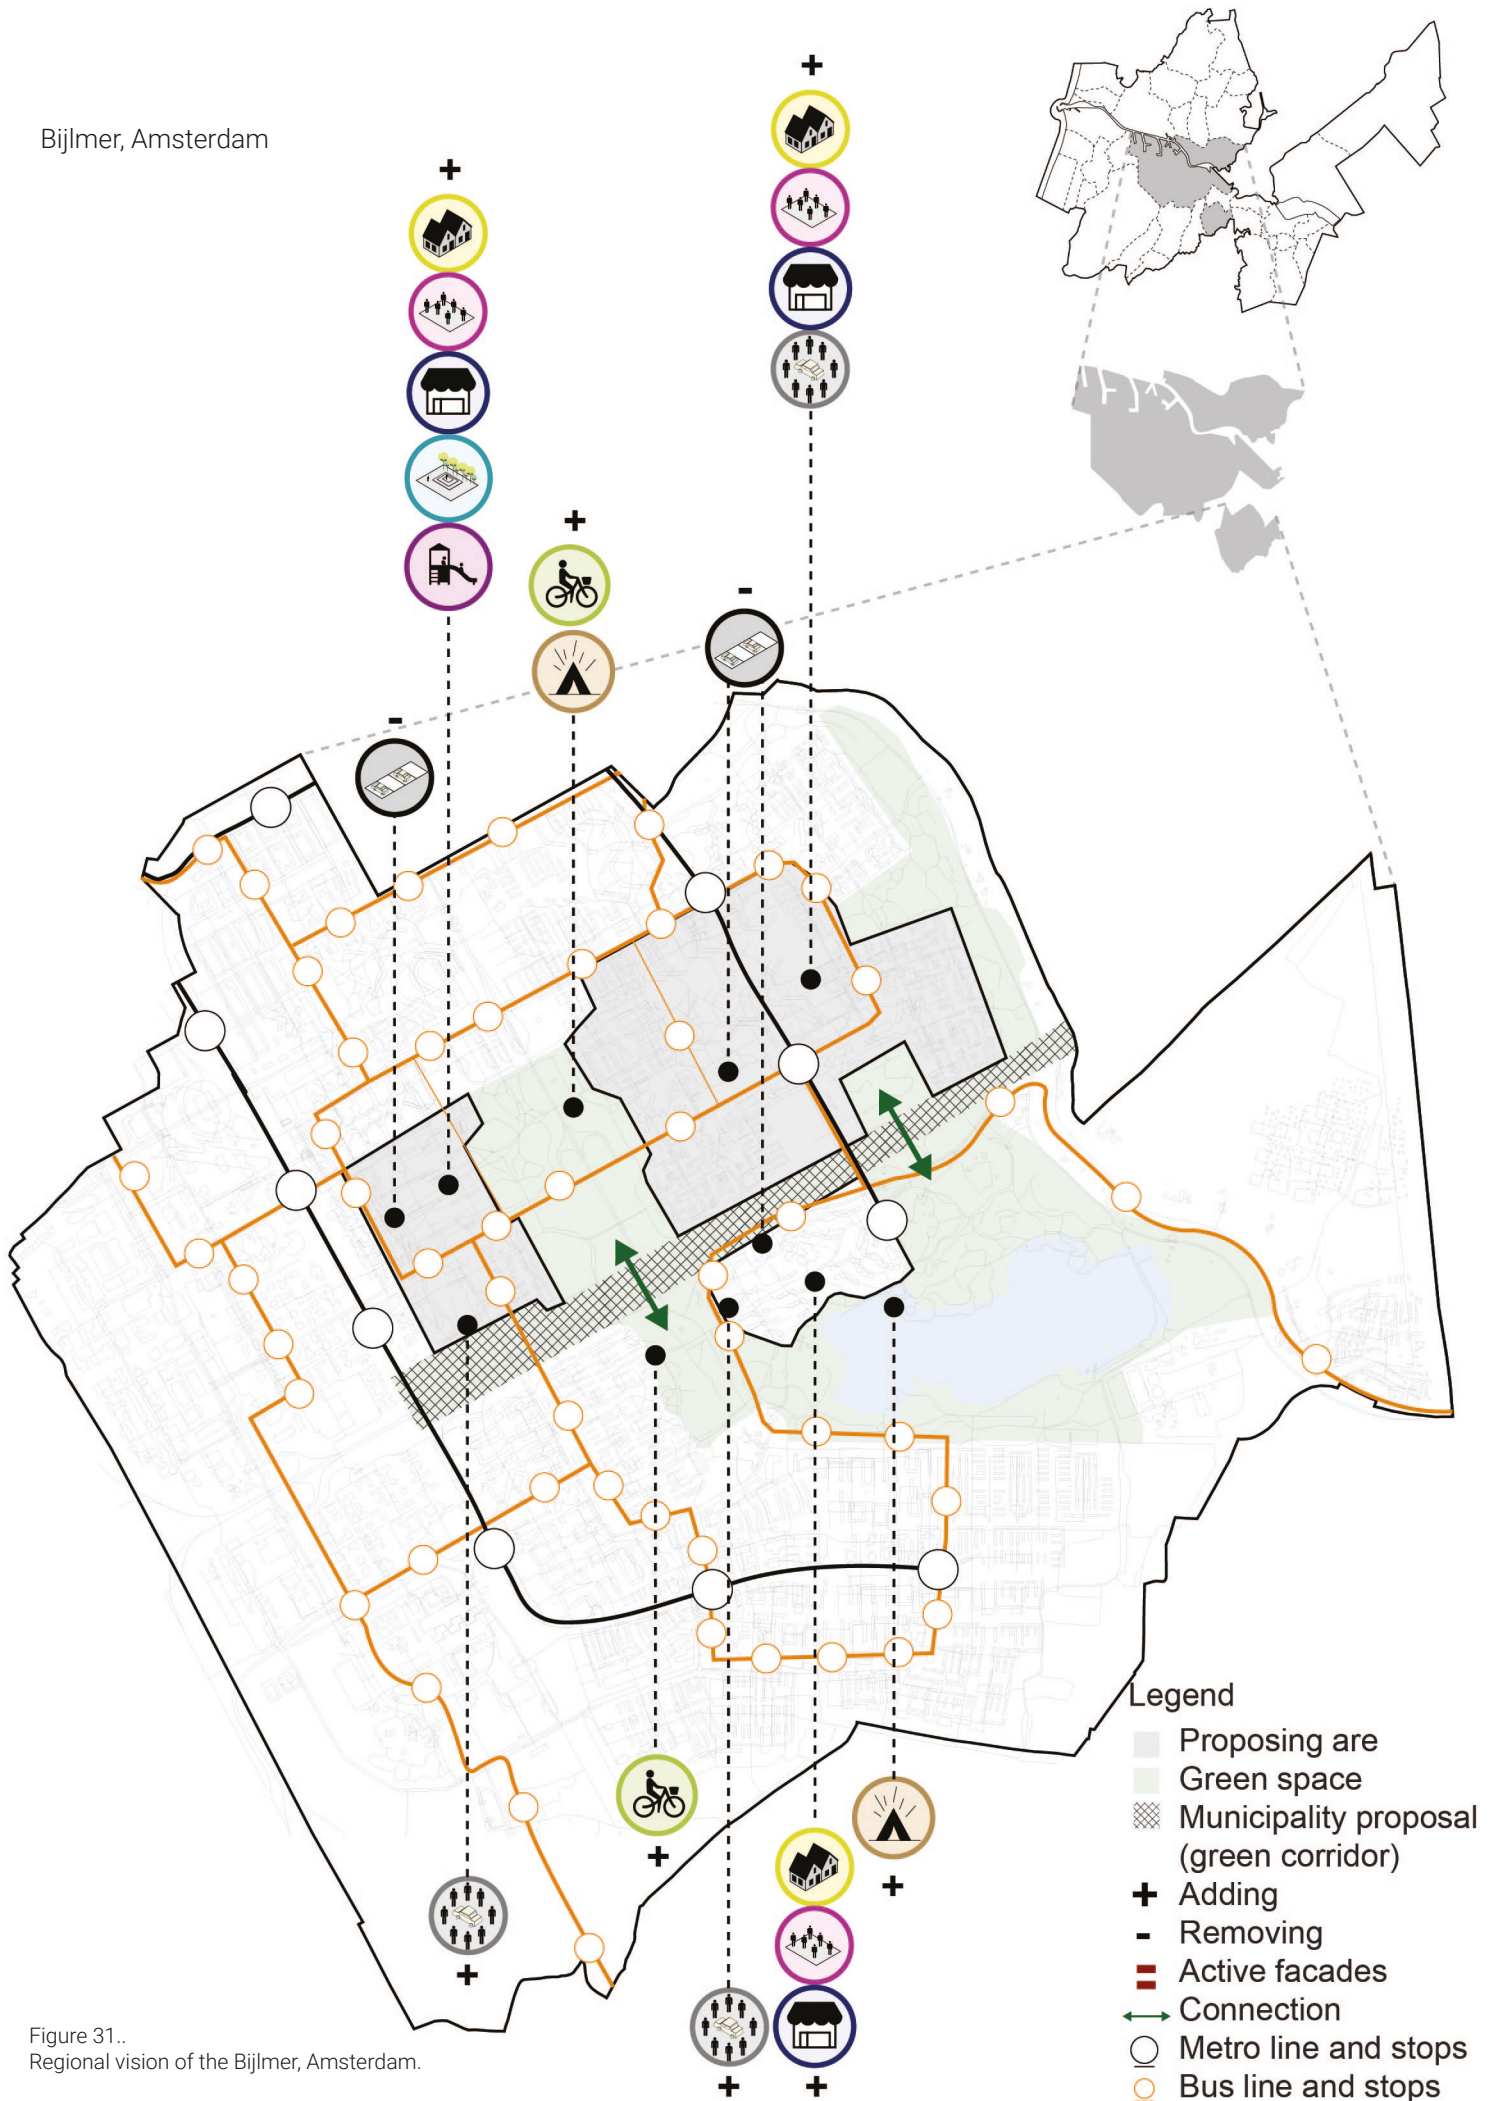 Bijlmer, Amsterdam
+
+
+
-
-
+
+
+
+
+
Legend
Proposing are
Green space
Municipality proposal
(green corridor)
+ Adding
- Removing
Active facades
Connection
Metro line and stops
Bus line and stops
Figure 31..
Regional vision of the Bijlmer, Amsterdam.